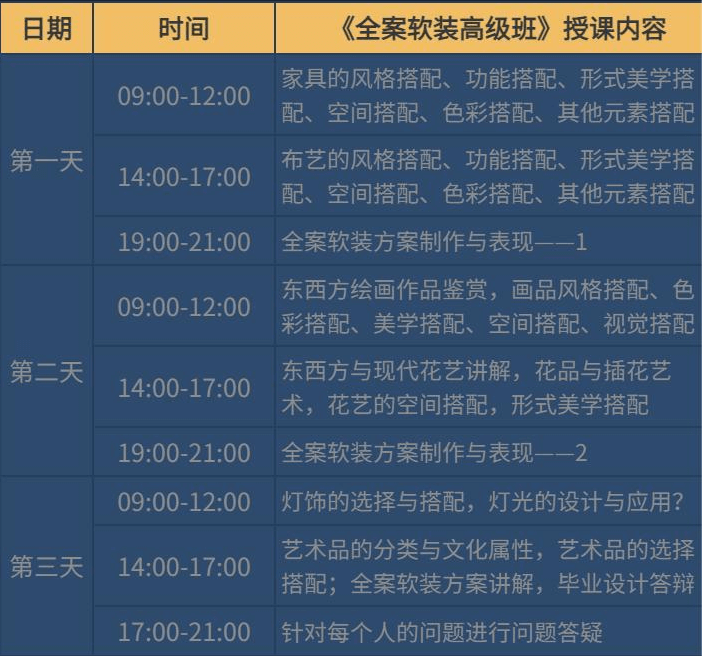 日期 时间 《全案软装高级班》授课内容
09:00-12:00 家具的风格搭配、功能搭配、形式美学搭
配、空间搭配、色彩搭配、其他元素搭配
第一天
14:00-17:00 布艺的风格搭配、功能搭配、形式美学搭
配、空间搭配、色彩搭配、其他元素搭配
19:00-21:00 全案软装方案制作与表现——1
09:00-12:00 东西方绘画作品鉴赏，画品风格搭配、色
彩搭配、美学搭配、空间搭配、视觉搭配
第二天
14:00-17:00 东西方与现代花艺讲解，花品与插花艺
术，花艺的空间搭配，形式美学搭配
19:00-21:00 全案软装方案制作与表现——2
09:00-12:00 灯饰的选择与搭配，灯光的设计与应用？
第三天
14:00-17:00 艺术品的分类与文化属性，艺术品的选择
搭配；全案软装方案讲解，毕业设计答辩
17:00-21:00 针对每个人的问题进行问题答疑